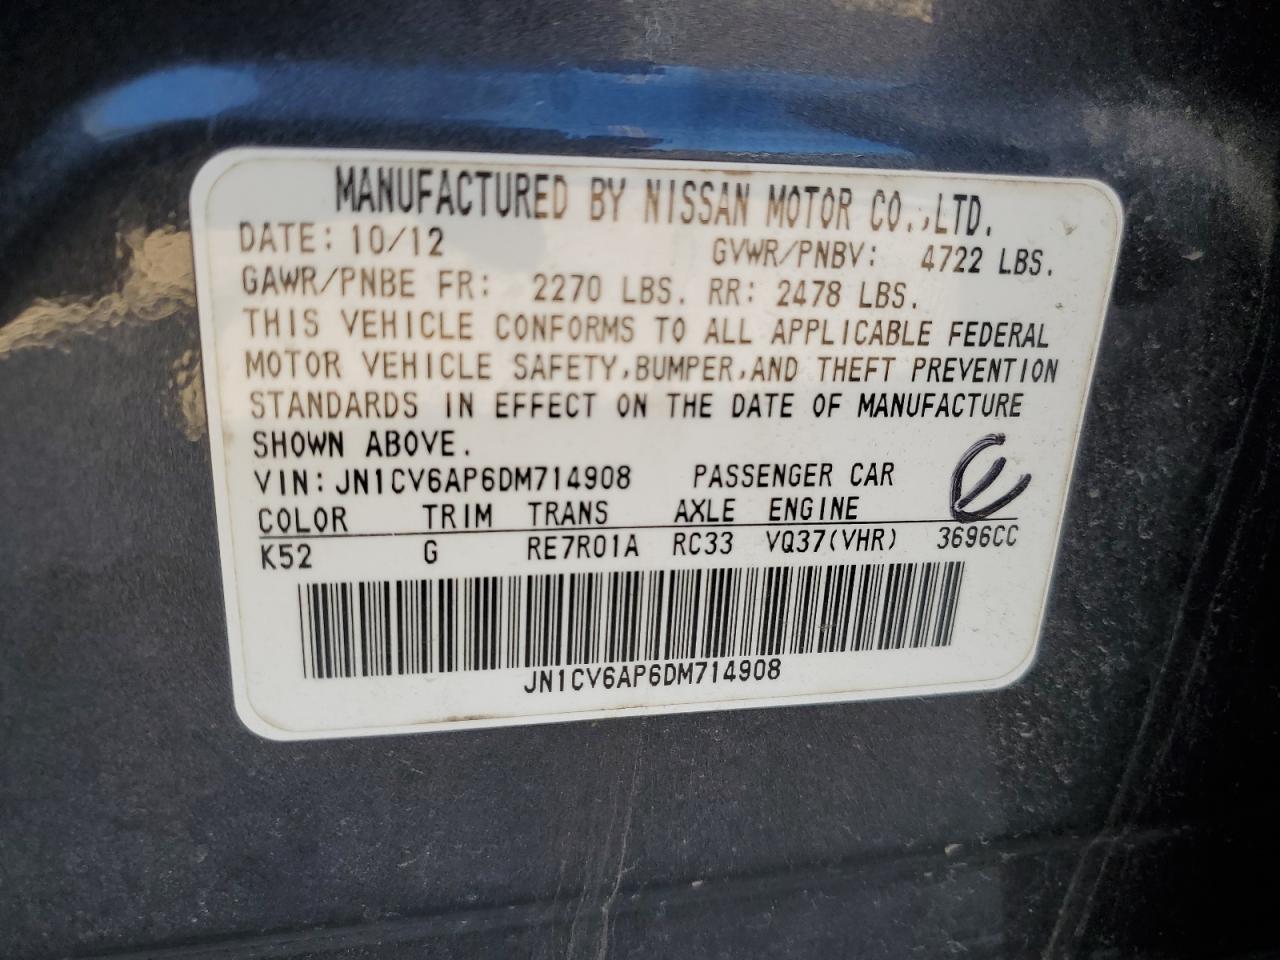 MANUFACTURED BY NISSAN MOTOR CO.,LTD.
DATE: 10/12 GVWR/PNBV: 4722 LBS.
GAWR/PNBE FR: 2270 LBS. RR: 2478 LBS.
THIS VEHICLE CONFORMS TO ALL APPLICABLE FEDERAL
MOTOR VEHICLE SAFETY,BUMPER,AND THEFT PREVENTION
STANDARDS IN EFFECT ON THE DATE OF MANUFACTURE
SHOWN ABOVE.
VIN: JN1CV6AP6DM714908 PASSENGER CAR
COLOR TRIM TRANS AXLE ENGINE
K52 G RE7R01A RC33 VQ37(VHR) 3696CC
JN1CV6AP6DM714908